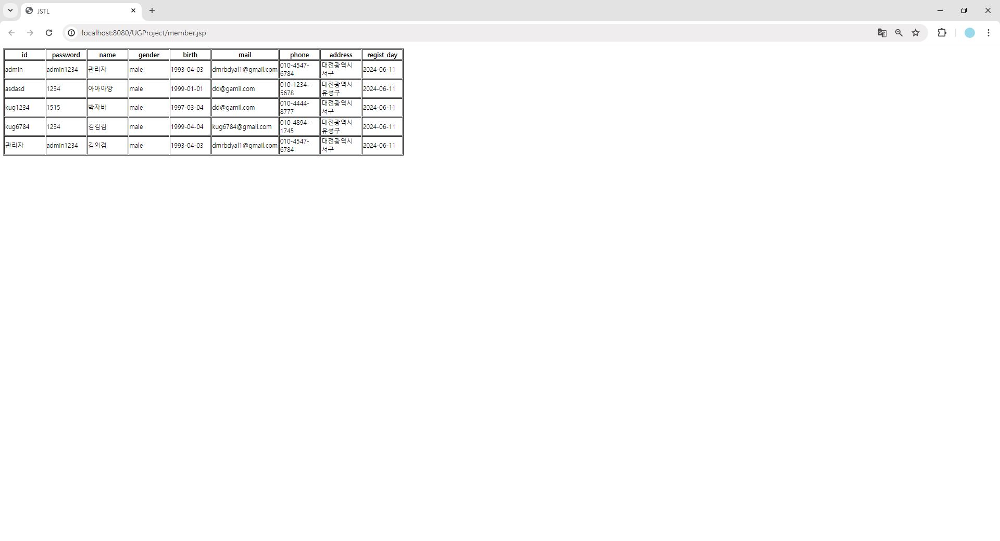 JSTL
localhost:8080/UGProject/member.jsp
id password name gender birth mail phone address regist_day
admin admin1234 관리자 male 1993-04-03 dmrbdyal1@gmail.com 010-4547-6784 대전광역시 서구 2024-06-11
asdasd 1234 아아아앙 male 1999-01-01 dd@gamil.com 010-1234-5678 대전광역시 유성구 2024-06-11
kug1234 1515 박자바 male 1997-03-04 dd@gamil.com 010-4444-8777 대전광역시 서구 2024-06-11
kug6784 1234 김김김 male 1999-04-04 kug6784@gmail.com 010-4894-1745 대전광역시 유성구 2024-06-11
관리자 admin1234 김의겸 male 1993-04-03 dmrbdyal1@gmail.com 010-4547-6784 대전광역시 서구 2024-06-11